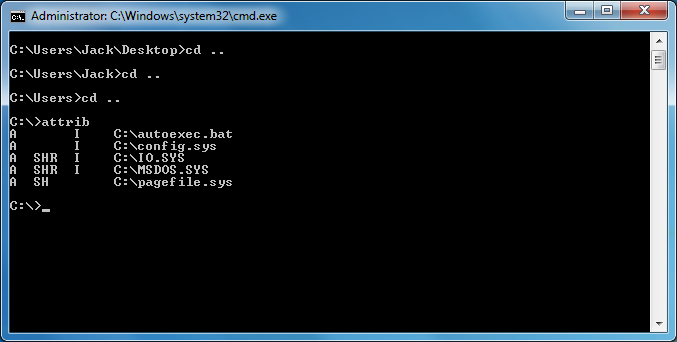 Administrator: C:\Windows\system32\cmd.exe
C:\Users\Jack\Desktop>cd ..
C:\Users\Jack>cd ..
C:\Users>cd ..
C:\>attrib
A       I    C:\autoexec.bat
        I    C:\config.sys
A  SHR  I    C:\IO.SYS
A  SHR  I    C:\MSDOS.SYS
A  SH        C:\pagefile.sys
C:\>_